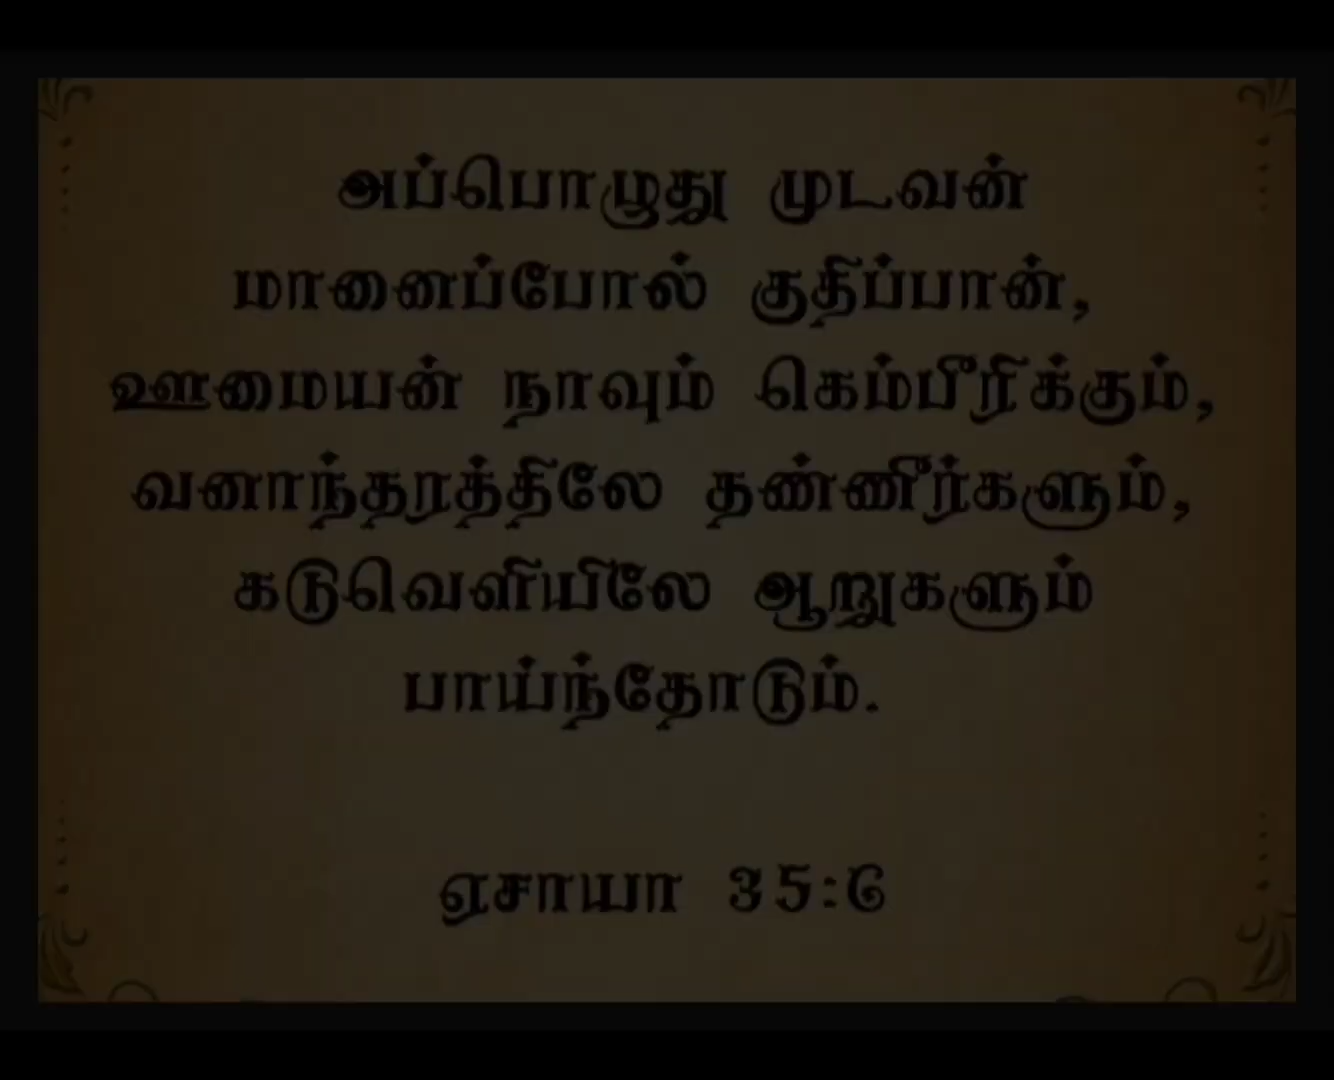 அப்பொழுது முடவன்
மானைப்போல் குதிப்பான்,
ஊமையன் நாவும் கெம்பீரிக்கும்,
வனாந்தரத்திலே தண்ணீர்களும்,
கடுவெளியிலே ஆறுகளும்
பாய்ந்தோடும்.
ஏசாயா 35:6